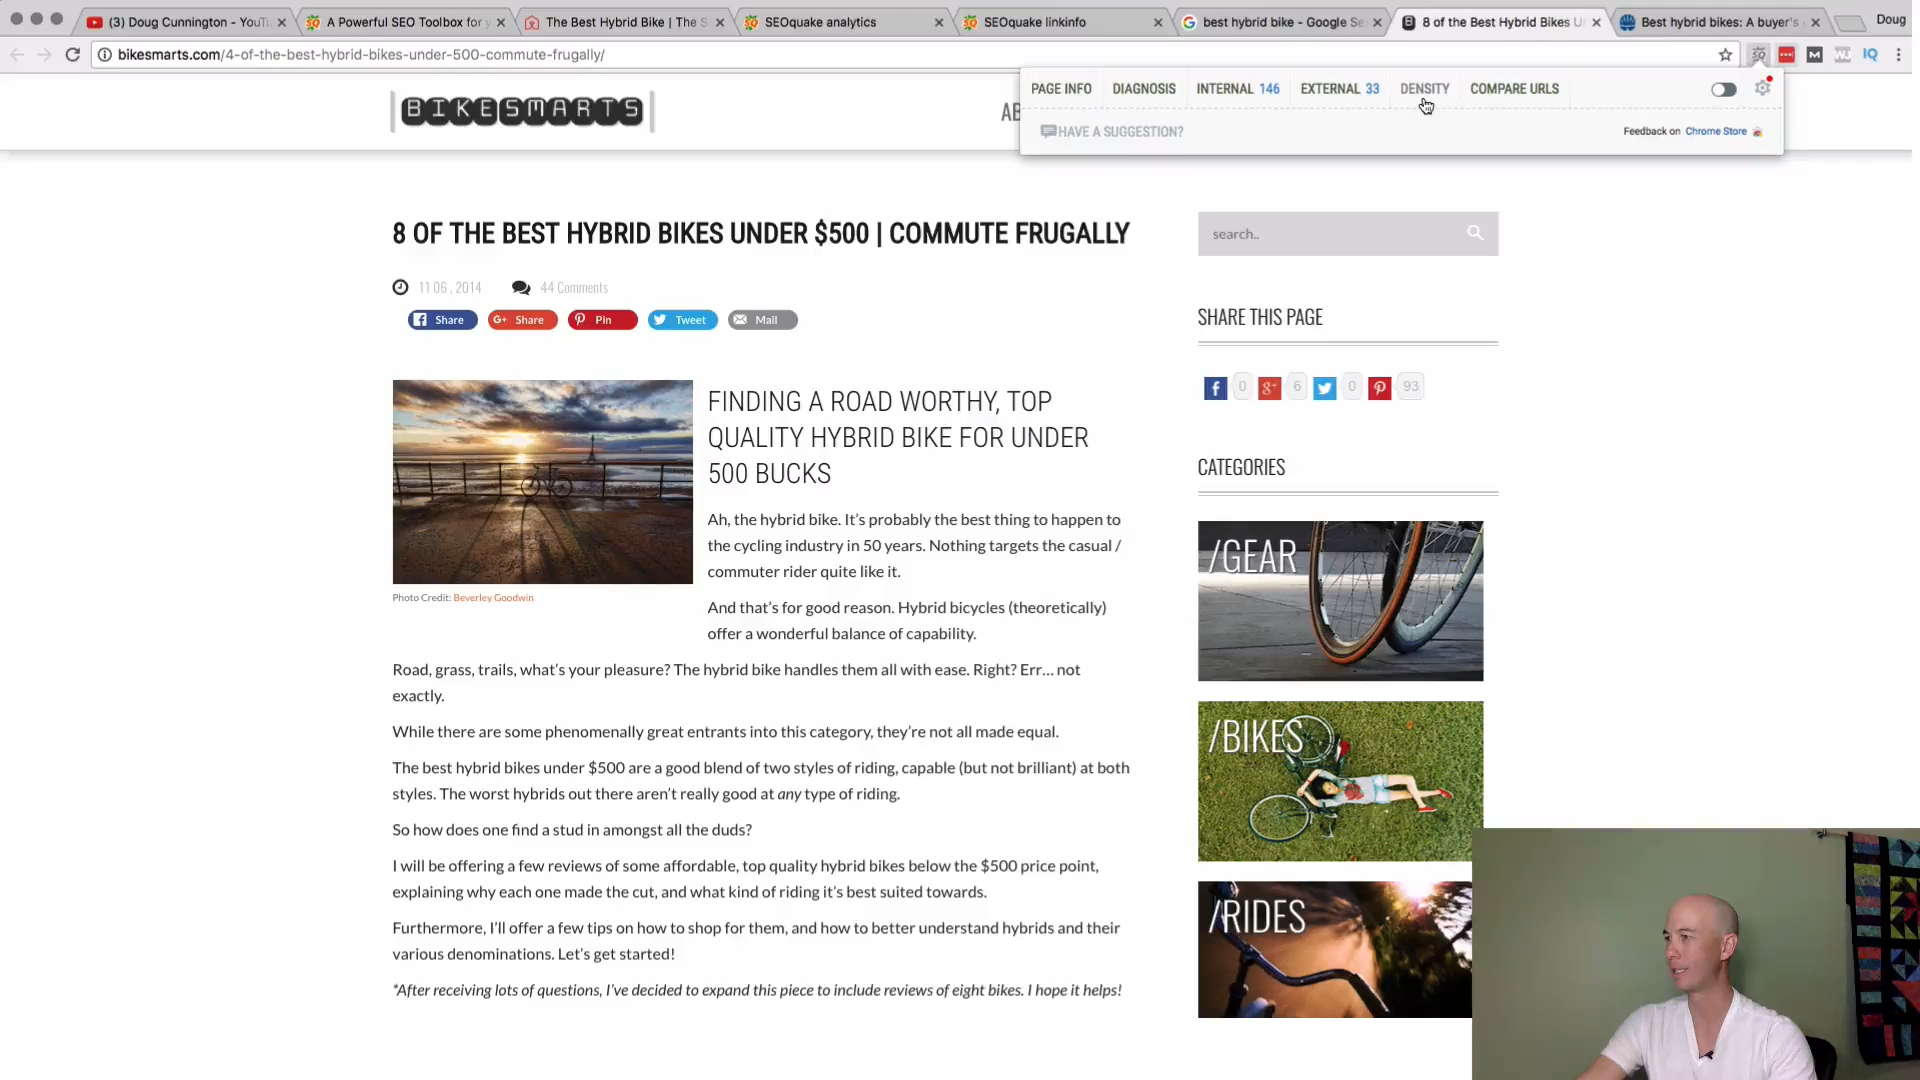 (3) Doug Cunnington - YouTu
A Powerful SEO Toolbox for y
The Best Hybrid Bike | The S
SEOquake analytics
SEOquake linkinfo
best hybrid bike - Google Se
8 of the Best Hybrid Bikes U
Best hybrid bikes: A buyer's
Doug
bikesmarts.com/4-of-the-best-hybrid-bikes-under-500-commute-frugally/
IQ
PAGE INFO DIAGNOSIS INTERNAL 146 EXTERNAL 33 DENSITY COMPARE URLS
HAVE A SUGGESTION? Feedback on Chrome Store
|BIKESMARTS|
AB
8 OF THE BEST HYBRID BIKES UNDER $500 | COMMUTE FRUGALLY
11 06 , 2014 44 Comments
Share G+ Share Pin Tweet Mail
FINDING A ROAD WORTHY, TOP
QUALITY HYBRID BIKE FOR UNDER
500 BUCKS
Ah, the hybrid bike. It's probably the best thing to happen to
the cycling industry in 50 years. Nothing targets the casual /
commuter rider quite like it.
Photo Credit: Beverley Goodwin
And that's for good reason. Hybrid bicycles (theoretically)
offer a wonderful balance of capability.
Road, grass, trails, what's your pleasure? The hybrid bike handles them all with ease. Right? Err… not
exactly.
While there are some phenomenally great entrants into this category, they're not all made equal.
The best hybrid bikes under $500 are a good blend of two styles of riding, capable (but not brilliant) at both
styles. The worst hybrids out there aren't really good at any type of riding.
So how does one find a stud in amongst all the duds?
I will be offering a few reviews of some affordable, top quality hybrid bikes below the $500 price point,
explaining why each one made the cut, and what kind of riding it's best suited towards.
Furthermore, I'll offer a few tips on how to shop for them, and how to better understand hybrids and their
various denominations. Let's get started!
*After receiving lots of questions, I've decided to expand this piece to include reviews of eight bikes. I hope it helps!
search..
SHARE THIS PAGE
0 6 0 93
CATEGORIES
/GEAR
/BIKES
/RIDES